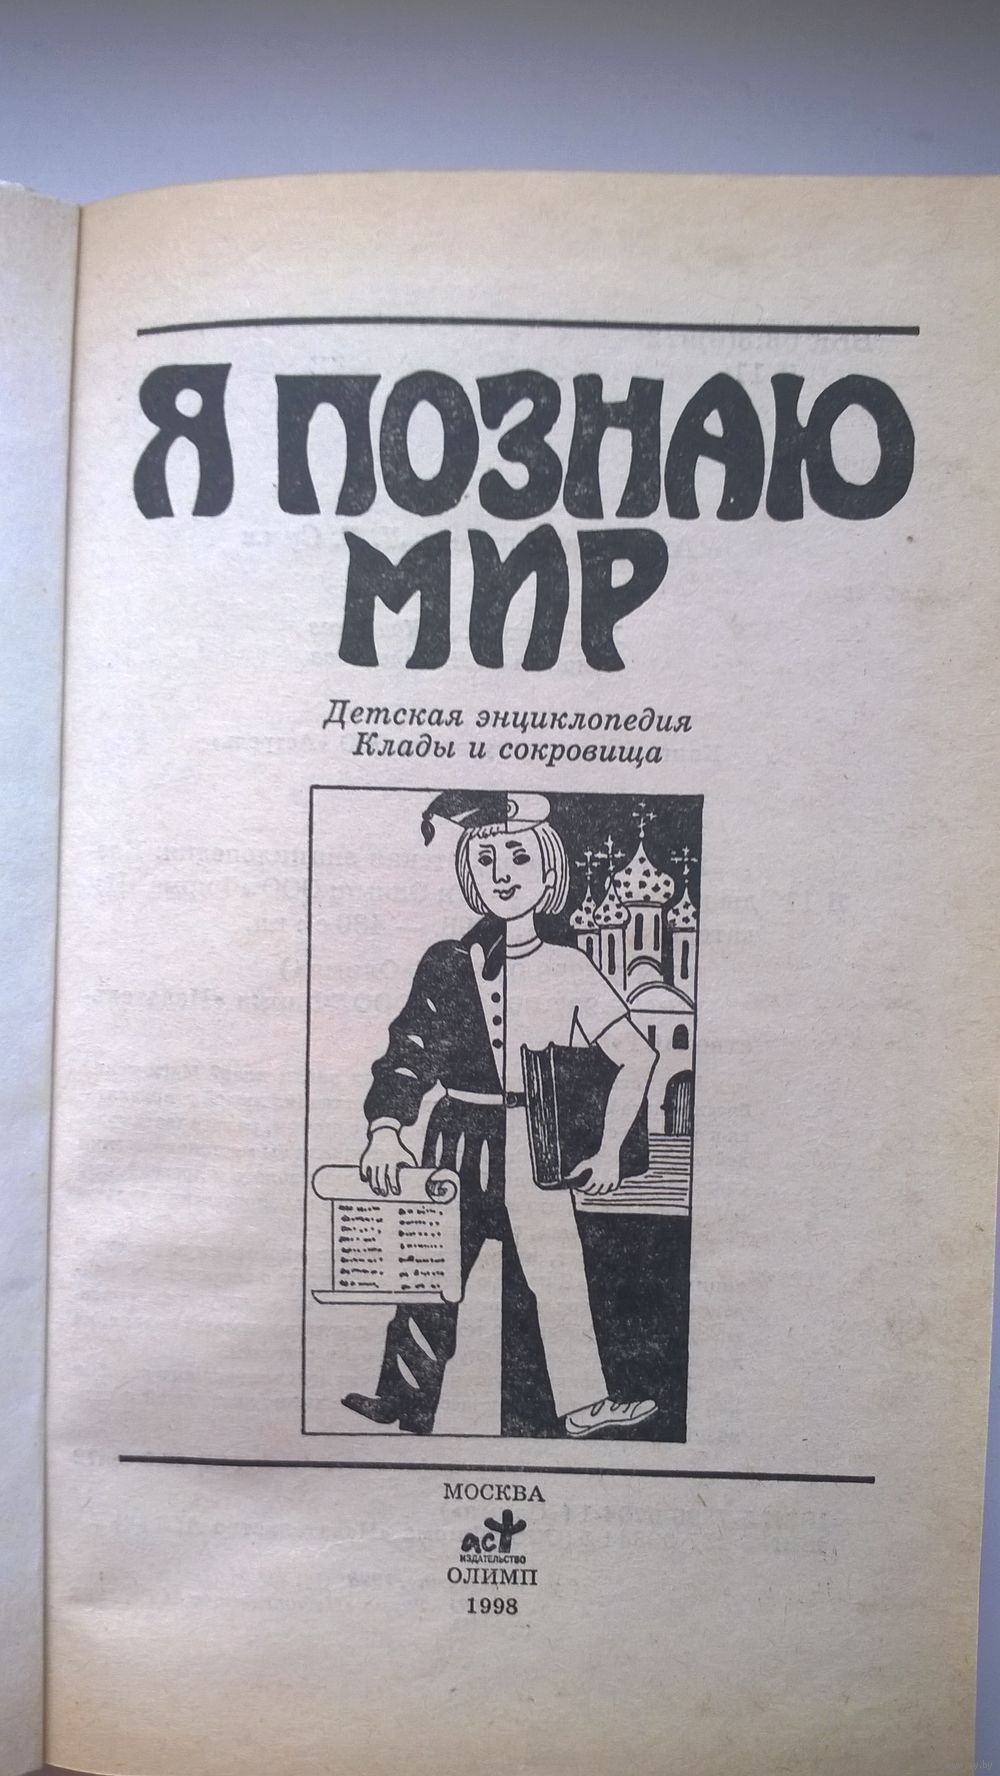 Я ПОЗНАЮ
МИР
Детская энциклопедия
Клады и сокровища
МОСКВА
аст
ИЗДАТЕЛЬСТВО
ОЛИМП
1998